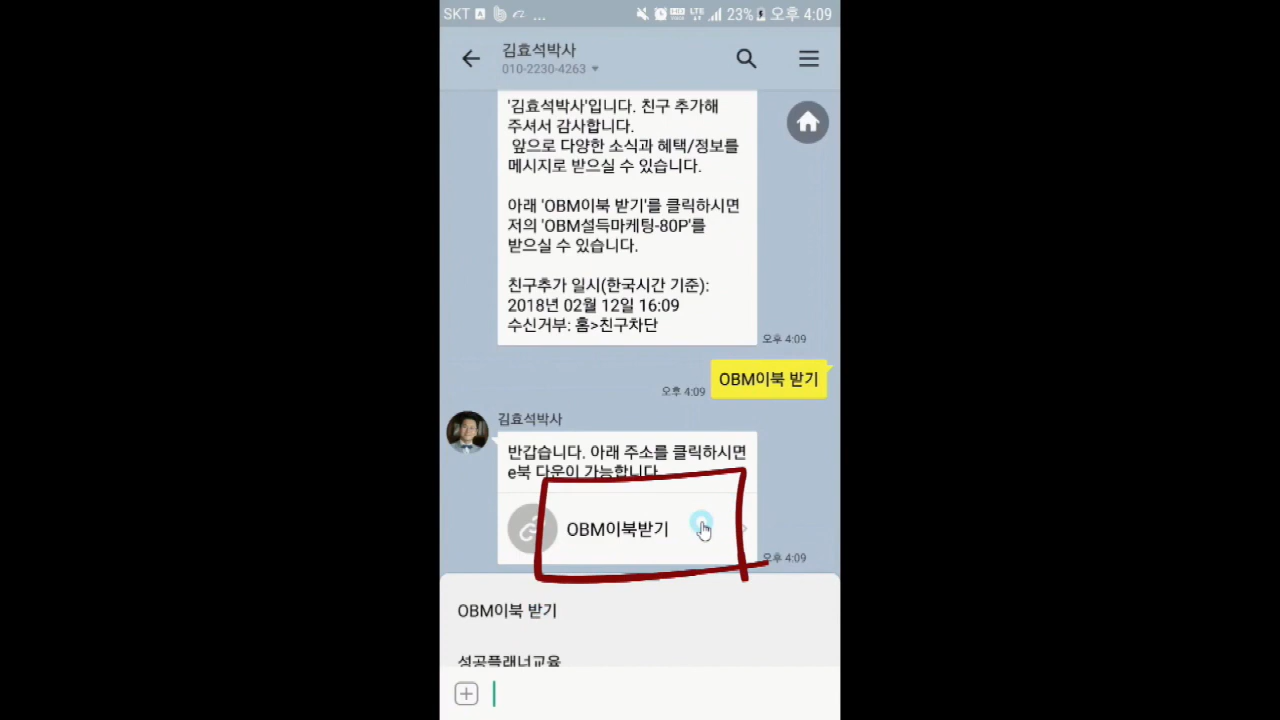 SKT
...
LTE
23%
오후 4:09
김효석박사
010-2230-4263
'김효석박사'입니다. 친구 추가해
주셔서 감사합니다.
앞으로 다양한 소식과 혜택/정보를
메시지로 받으실 수 있습니다.
아래 'OBM이북 받기'를 클릭하시면
저의 'OBM설득마케팅-80P'를
받으실 수 있습니다.
친구추가 일시(한국시간 기준):
2018년 02월 12일 16:09
수신거부: 홈>친구차단
오후 4:09
OBM이북 받기
오후 4:09
김효석박사
반갑습니다. 아래 주소를 클릭하시면
e북 다운이 가능합니다
OBM이북받기
오후 4:09
OBM이북 받기
성공플래너교육